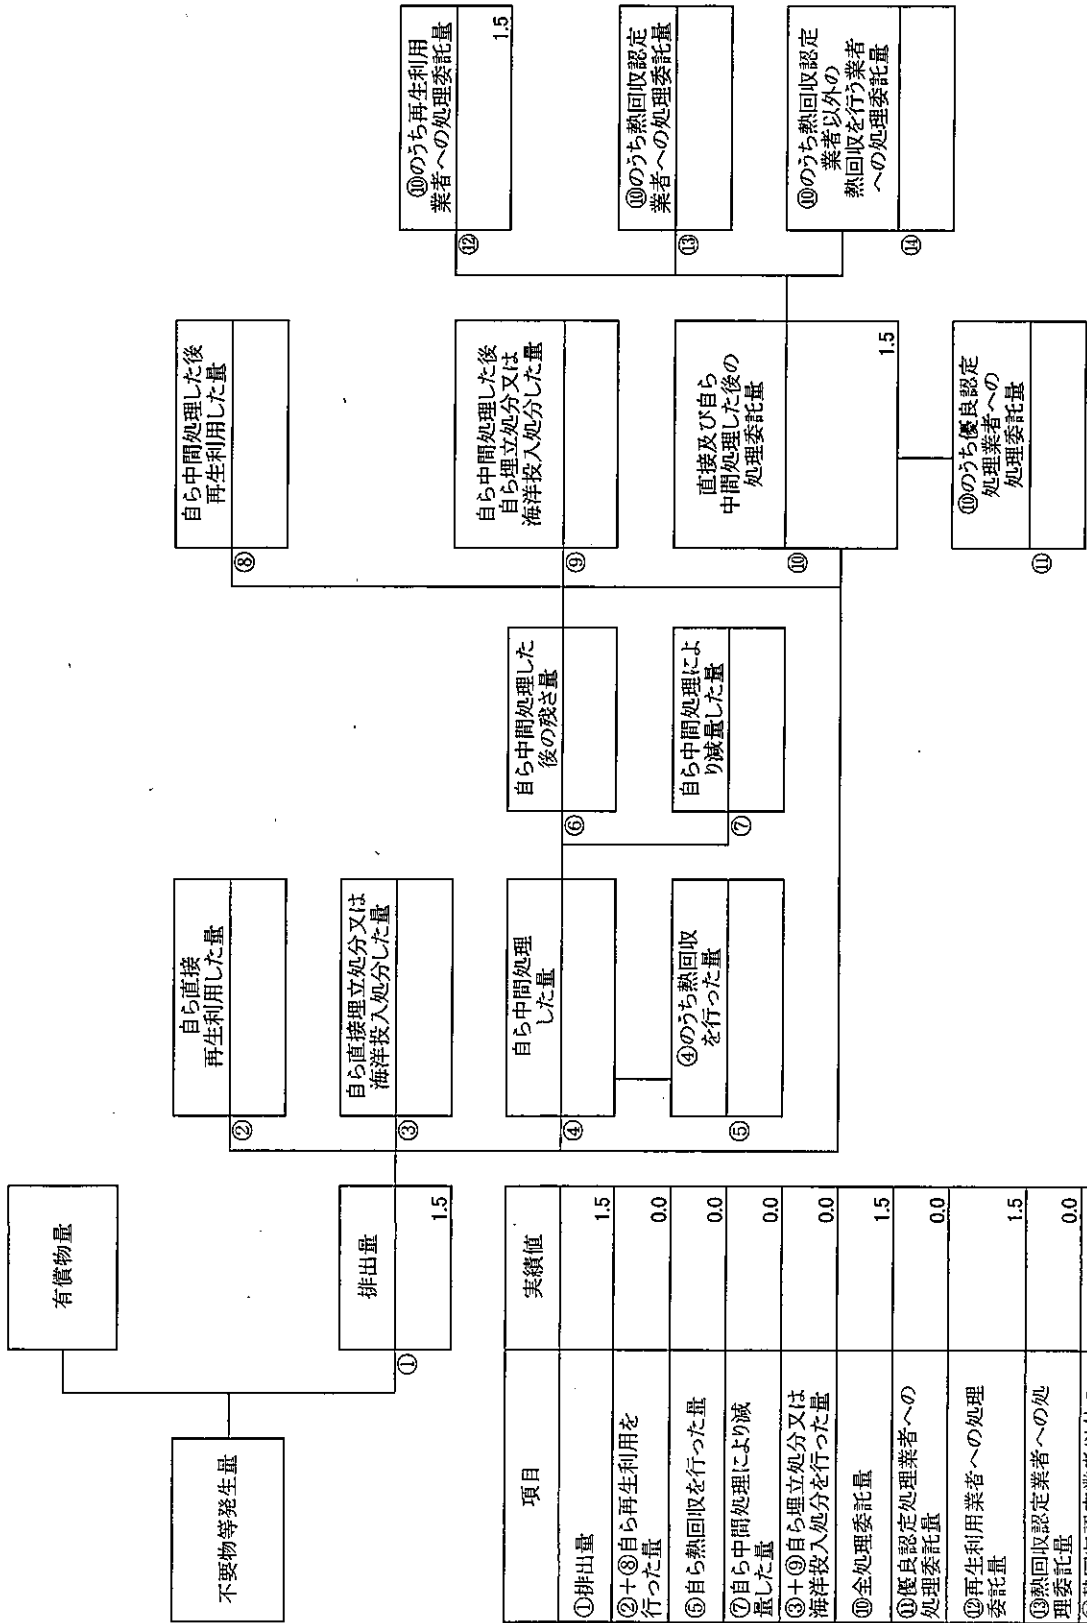 不要物等発生量
有償物量
排出量
①
1.5
②
自ら直接
再生利用した量
③
自ら直接埋立処分又は
海洋投入処分した量
④
自ら中間処理
した量
⑤
④のうち熱回収
を行った量
⑥
自ら中間処理した
後の残さ量
⑦
自ら中間処理によ
り減量した量
⑧
自ら中間処理した後
再生利用した量
⑨
自ら中間処理した後
自ら埋立処分又は
海洋投入処分した量
⑩
直接及び自ら
中間処理した後の
処理委託量
1.5
⑪
⑩のうち優良認定
処理業者への
処理委託量
⑫
⑩のうち再生利用
業者への処理委託量
1.5
⑬
⑩のうち熱回収認定
業者への処理委託量
⑭
⑩のうち熱回収認定
業者以外の
熱回収を行う業者
への処理委託量
項目 実績値
①排出量 1.5
②+⑧自ら再生利用を
行った量 0.0
⑤自ら熱回収を行った量 0.0
⑦自ら中間処理により減
量した量 0.0
③+⑨自ら埋立処分又は
海洋投入処分を行った量 0.0
⑩全処理委託量 1.5
⑪優良認定処理業者への
処理委託量 0.0
⑫再生利用業者への処理
委託量 1.5
⑬熱回収認定業者への処
理委託量 0.0